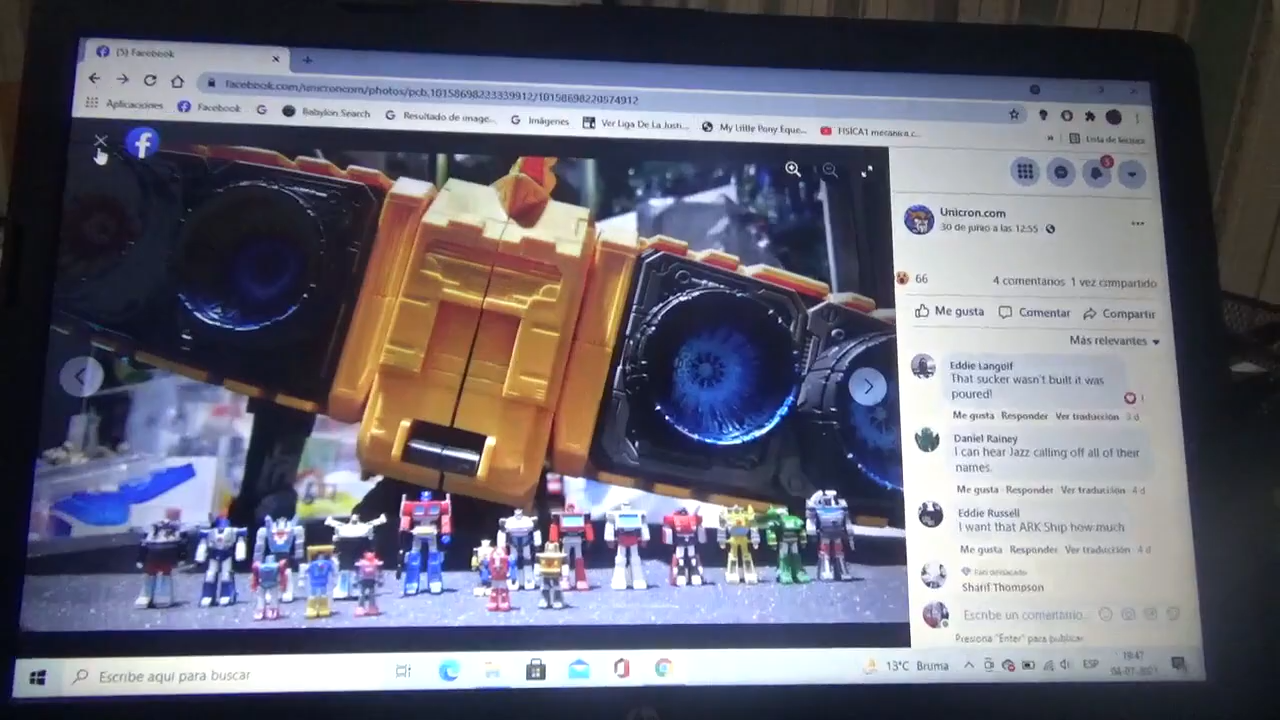 (5) Facebook
facebook.com/unicroncom/photos/pcb.10158698223339912/10158698220874912
Aplicaciones
Facebook
Babylon Search
Resultado de image...
Imágenes
Ver Liga De La Justi...
My Little Pony Eque...
FISICA1 mecanica c...
»
Lista de lectura
Unicron.com
30 de junio a las 12:55
66
4 comentarios 1 vez compartido
Me gusta
Comentar
Compartir
Más relevantes
Eddie Langolf
That sucker wasn't built it was
poured!
1
Me gusta Responder Ver traducción 3 d
Daniel Rainey
I can hear Jazz calling off all of their
names.
Me gusta Responder Ver traducción 4 d
Eddie Russell
I want that ARK Ship how much
Me gusta Responder Ver traducción 4 d
Fan destacado
Sharif Thompson
Escribe un comentario...
Presiona "Enter" para publicar.
Escribe aquí para buscar
13°C Bruma
ESP
19:47